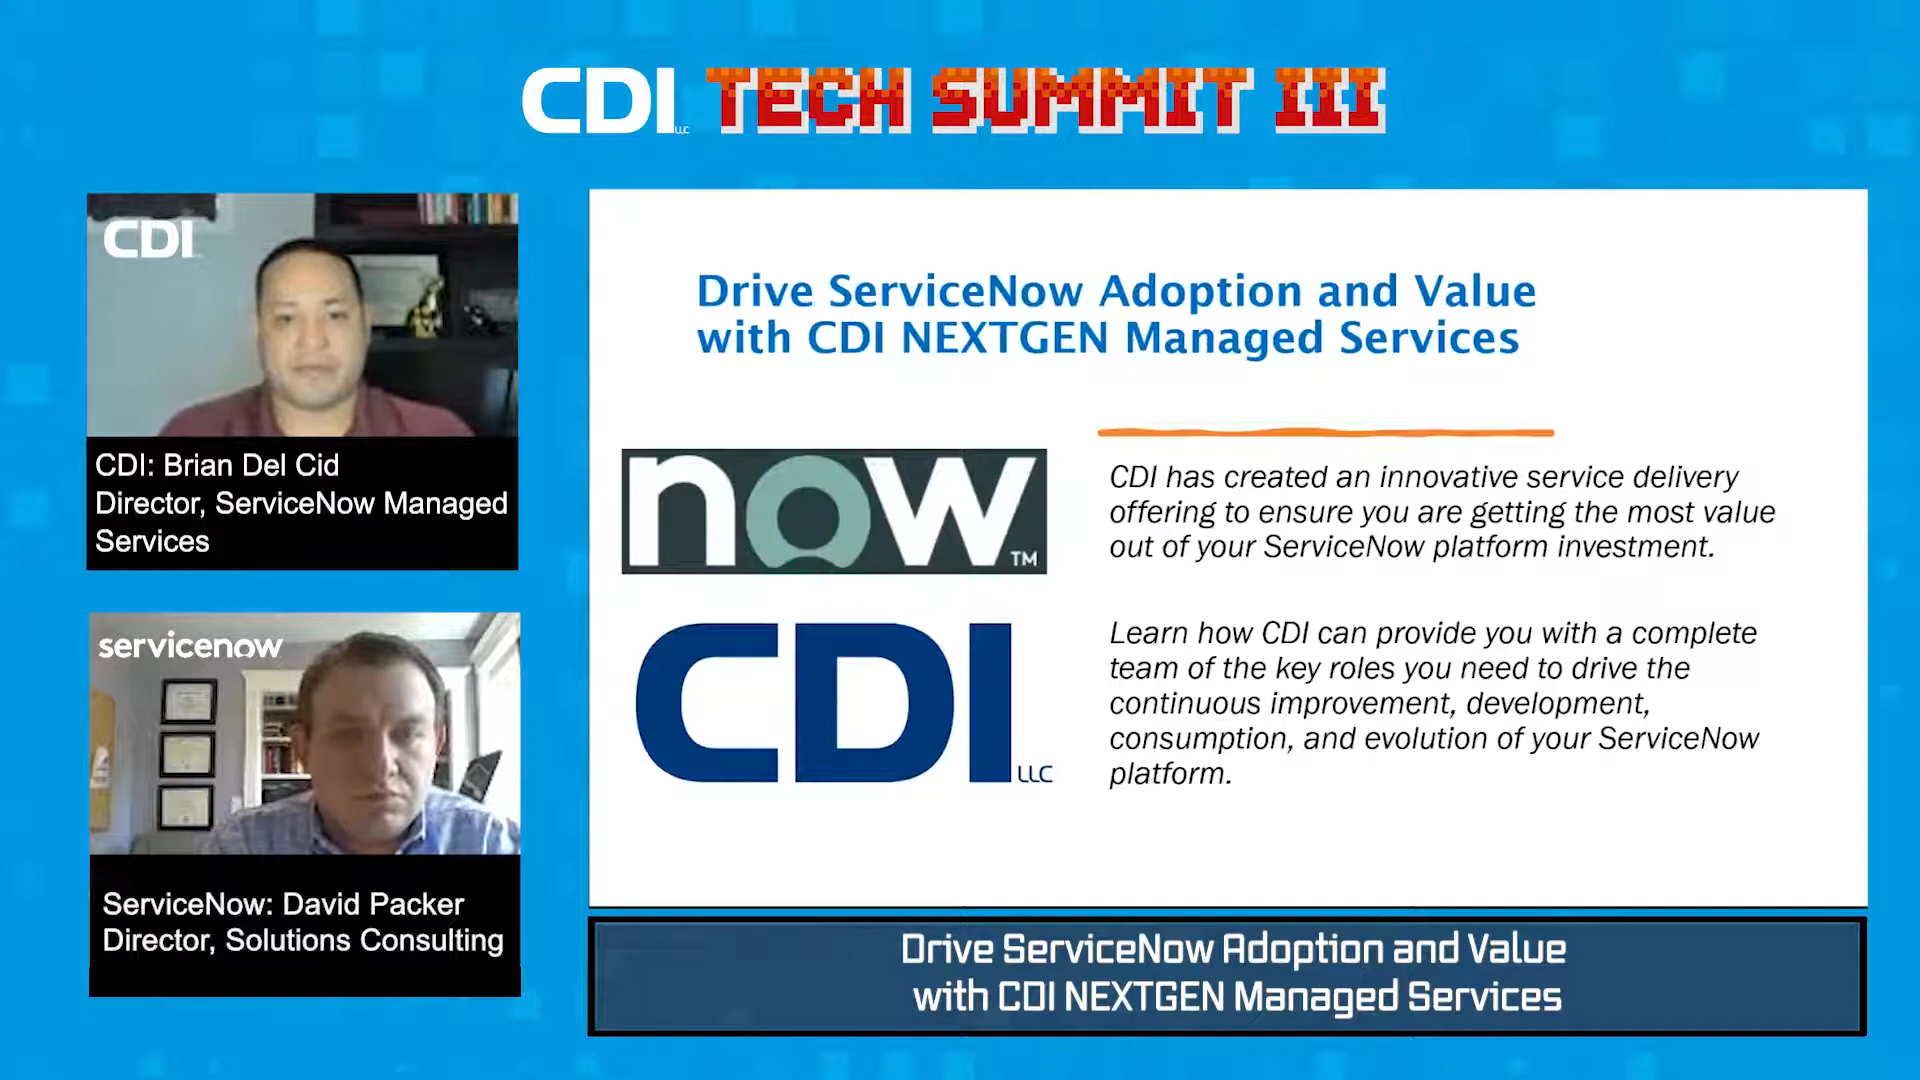 CDI LLC TECH SUMMIT III
CDI
CDI: Brian Del Cid
Director, ServiceNow Managed
Services
servicenow
ServiceNow: David Packer
Director, Solutions Consulting
Drive ServiceNow Adoption and Value
with CDI NEXTGEN Managed Services
now TM
CDI LLC
CDI has created an innovative service delivery
offering to ensure you are getting the most value
out of your ServiceNow platform investment.
Learn how CDI can provide you with a complete
team of the key roles you need to drive the
continuous improvement, development,
consumption, and evolution of your ServiceNow
platform.
Drive ServiceNow Adoption and Value
with CDI NEXTGEN Managed Services